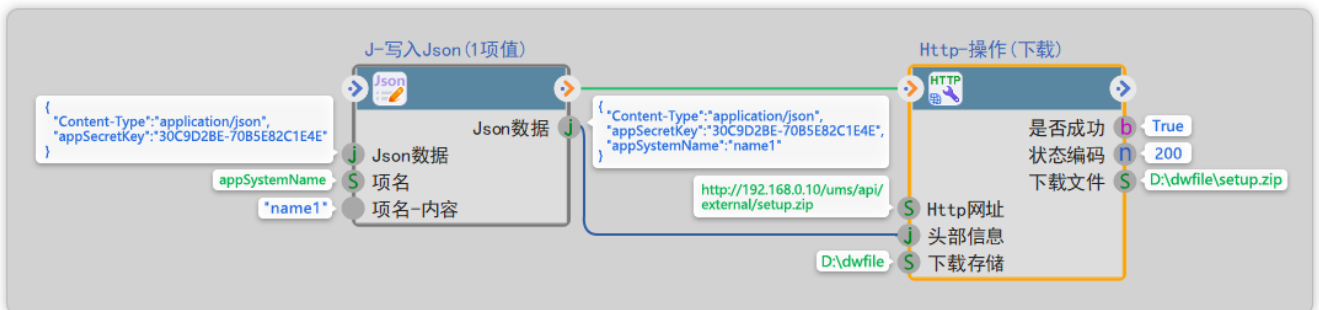 J-写入Json(1项值)
Json
{
"Content-Type":"application/json",
"appSecretKey":"30C9D2BE-70B5E82C1E4E"
}
Json数据 j
j Json数据
appSystemName S 项名
"name1" 项名-内容
{
"Content-Type":"application/json",
"appSecretKey":"30C9D2BE-70B5E82C1E4E",
"appSystemName":"name1"
}
Http-操作(下载)
HTTP
是否成功 b True
状态编码 n 200
下载文件 S D:\dwfile\setup.zip
http://192.168.0.10/ums/api/
external/setup.zip
S Http网址
j 头部信息
D:\dwfile S 下载存储